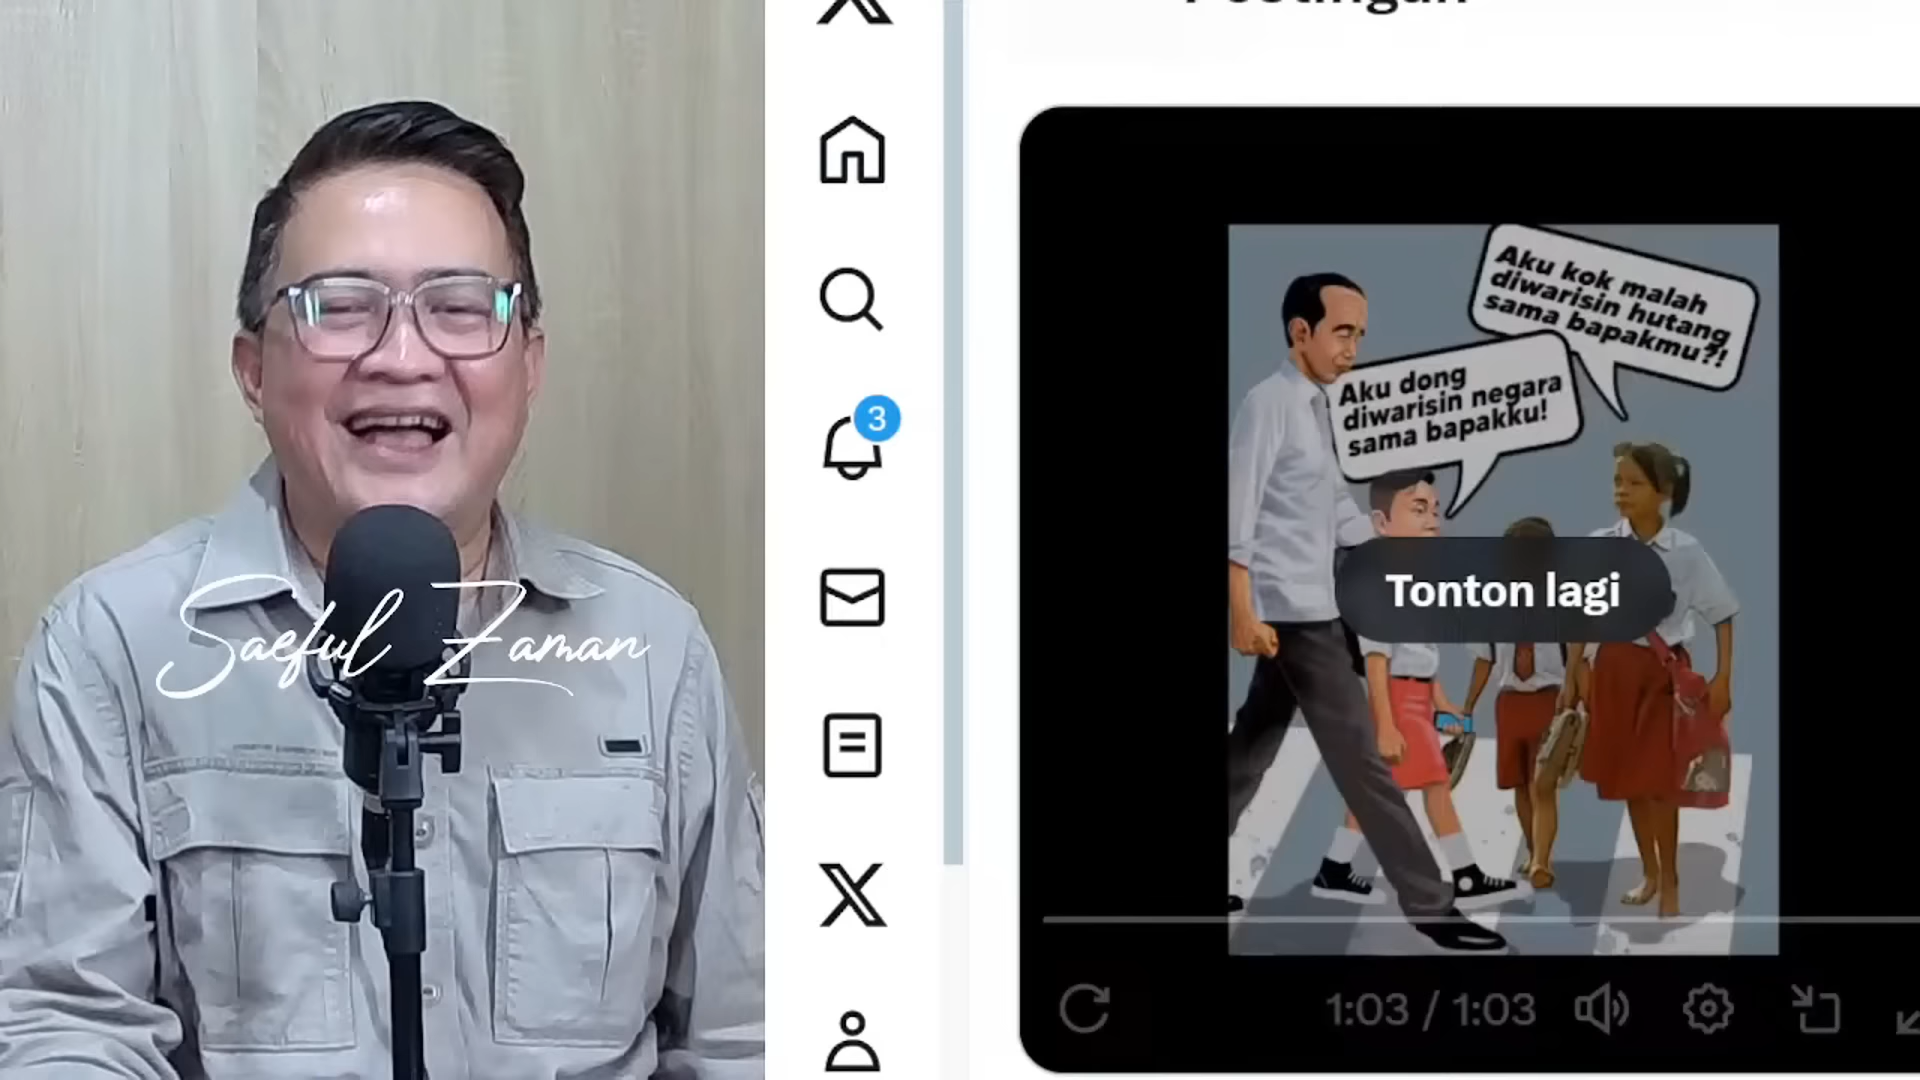 Postingan
3
Aku kok malah
diwarisin hutang
sama bapakmu?!
Aku dong
diwarisin negara
sama bapakku!
Tonton lagi
Saeful Zaman
1:03 / 1:03